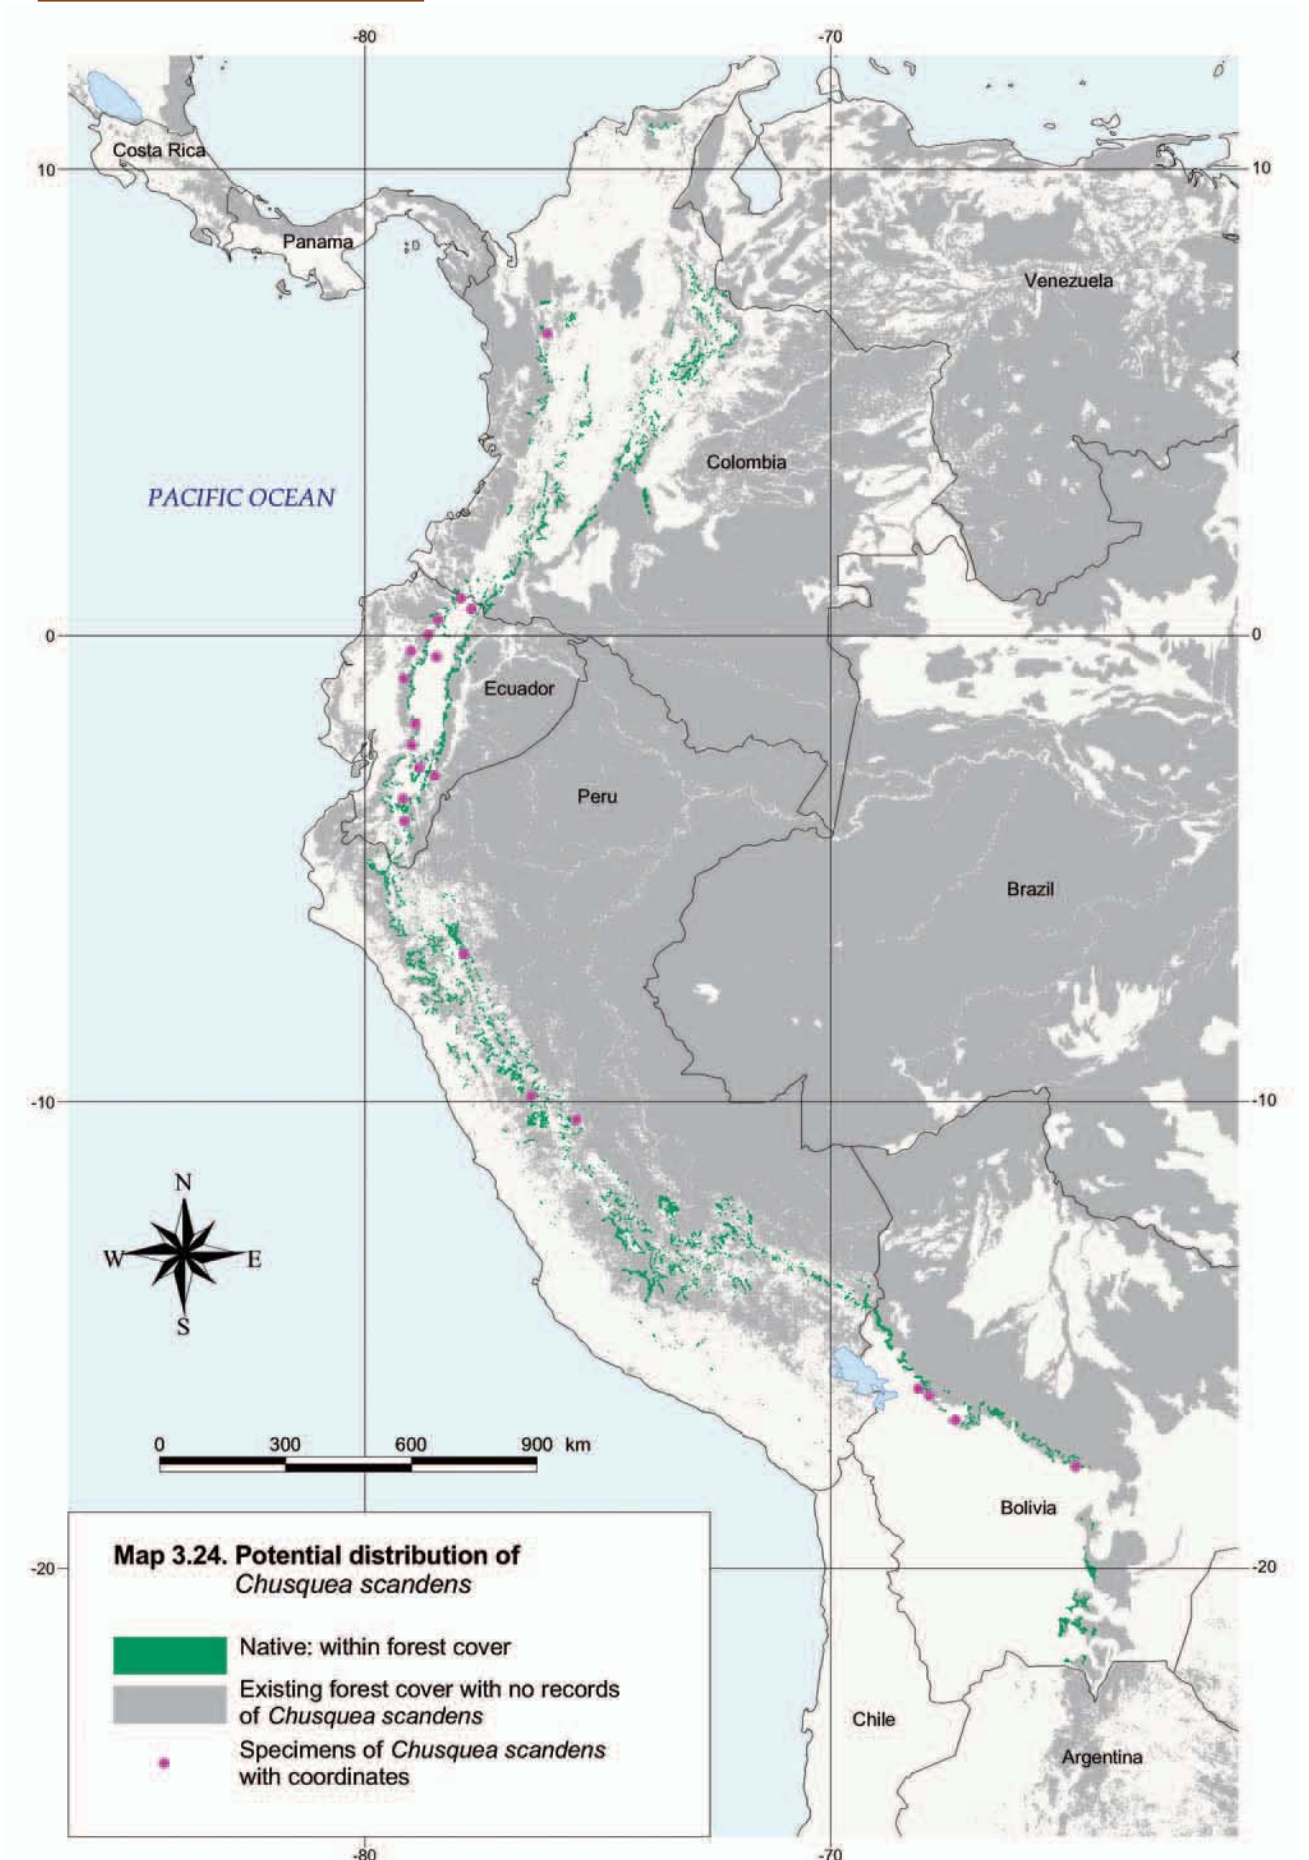 -80 -70
Costa Rica
10 10
Panama
Venezuela
Colombia
PACIFIC OCEAN
0 0
Ecuador
Peru
Brazil
-10 -10
N
W E
S
0 300 600 900 km
Bolivia
Map 3.24. Potential distribution of
Chusquea scandens
-20 -20
Native: within forest cover
Existing forest cover with no records
of Chusquea scandens
Chile
Specimens of Chusquea scandens
with coordinates
Argentina
-80 -70